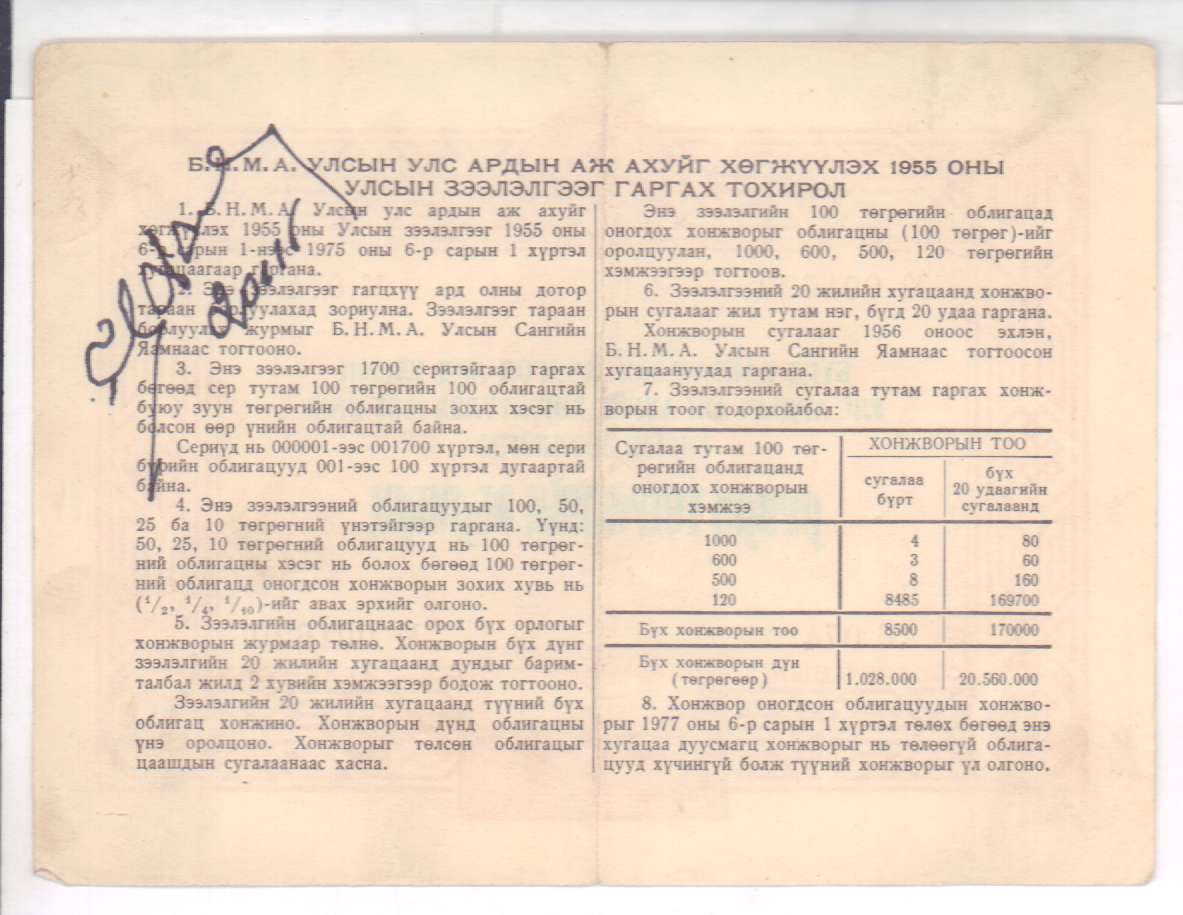 Б. Н. М. А. УЛСЫН УЛС АРДЫН АЖ АХУЙГ ХӨГЖҮҮЛЭХ 1955 ОНЫ
УЛСЫН ЗЭЭЛЭЛГЭЭГ ГАРГАХ ТОХИРОЛ
1. Б. Н. М. А. Улсын улс ардын аж ахуйг
хөгжүүлэх 1955 оны Улсын зээлэлгээг 1955 оны
6-р сарын 1-нээс 1975 оны 6-р сарын 1 хүртэл
хугацаагаар гаргана.
2. Энэ зээлэлгээг гагцхүү ард олны дотор
тараан борлуулахад зориулна. Зээлэлгээг тараан
борлуулах журмыг Б. Н. М. А. Улсын Сангийн
Яамнаас тогтооно.
3. Энэ зээлэлгээг 1700 серитэйгаар гаргах
бөгөөд сер тутам 100 төгрөгийн 100 облигацтай
буюу зуун төгрөгийн облигацны зохих хэсэг нь
болсон өөр үнийн облигацтай байна.
Сериүд нь 000001-ээс 001700 хүртэл, мөн сери
бүрийн облигацууд 001-ээс 100 хүртэл дугаартай
байна.
4. Энэ зээлэлгээний облигацуудыг 100, 50,
25 ба 10 төгрөгний үнэтэйгээр гаргана. Үүнд:
50, 25, 10 төгрөгний облигацууд нь 100 төгрөг-
ний облигацны хэсэг нь болох бөгөөд 100 төгрөг-
ний облигацд оногдсон хонжворын зохих хувь нь
(1/2, 1/4, 1/10)-ийг авах эрхийг олгоно.
5. Зээлэлгийн облигацнаас орох бүх орлогыг
хонжворын журмаар төлнө. Хонжворын бүх дүнг
зээлэлгийн 20 жилийн хугацаанд дундыг барим-
талбал жилд 2 хувийн хэмжээгээр бодож тогтооно.
Зээлэлгийн 20 жилийн хугацаанд түүний бүх
облигац хонжино. Хонжворын дүнд облигацны
үнэ оролцоно. Хонжворыг төлсөн облигацыг
цаашдын сугалаанаас хасна.
Энэ зээлэлгийн 100 төгрөгийн облигацад
оногдох хонжворыг облигацны (100 төгрөг)-ийг
оролцуулан, 1000, 600, 500, 120 төгрөгийн
хэмжээгээр тогтоов.
6. Зээлэлгээний 20 жилийн хугацаанд хонжво-
рын сугалааг жил тутам нэг, бүгд 20 удаа гаргана.
Хонжворын сугалааг 1956 оноос эхлэн,
Б. Н. М. А. Улсын Сангийн Яамнаас тогтоосон
хугацаануудад гаргана.
7. Зээлэлгээний сугалаа тутам гаргах хонж-
ворын тоог тодорхойлбол:
Сугалаа тутам 100 төг-
рөгийн облигацанд
оногдох хонжворын
хэмжээ
ХОНЖВОРЫН ТОО
сугалаа
бүрт
бүх
20 удаагийн
сугалаанд
1000 4 80
600 3 60
500 8 160
120 8485 169700
Бүх хонжворын тоо 8500 170000
Бүх хонжворын дүн
(төгрөгөөр) 1.028.000 20.560.000
8. Хонжвор оногдсон облигацуудын хонжво-
рыг 1977 оны 6-р сарын 1 хүртэл төлөх бөгөөд энэ
хугацаа дуусмагц хонжворыг нь төлөөгүй облига-
цууд хүчингүй болж түүний хонжворыг үл олгоно.